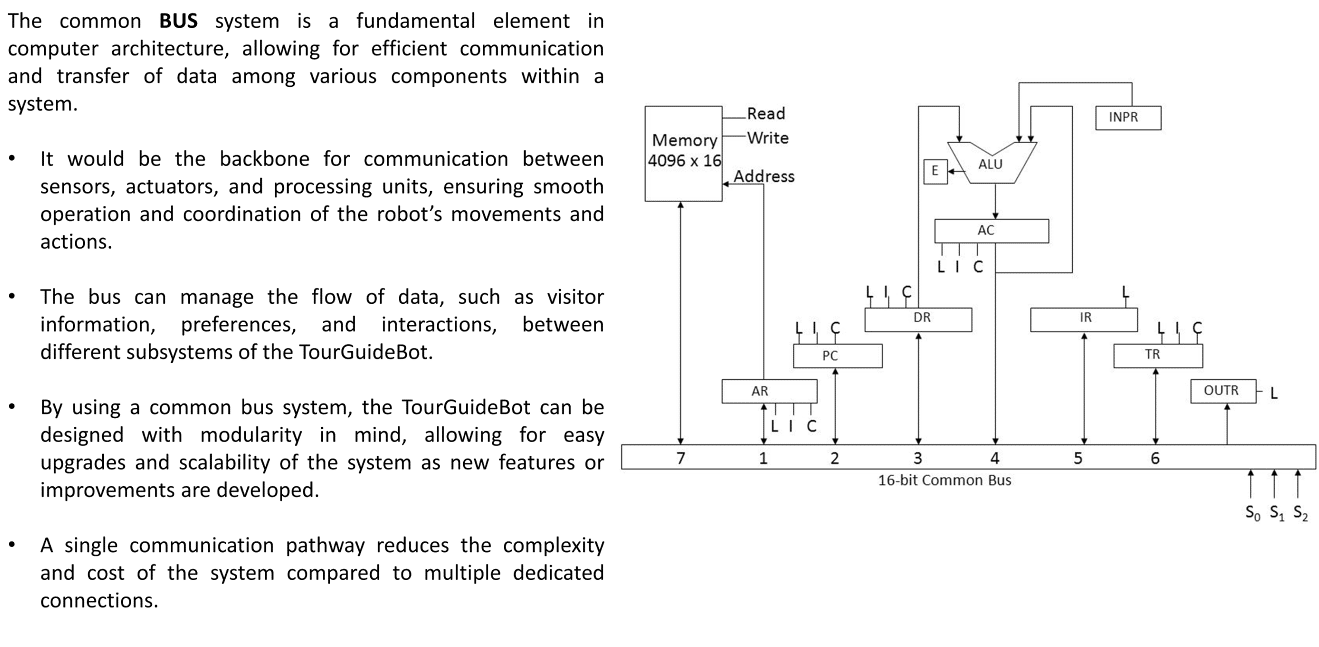 The common BUS system is a fundamental element in
computer architecture, allowing for efficient communication
and transfer of data among various components within a
system.
• It would be the backbone for communication between
sensors, actuators, and processing units, ensuring smooth
operation and coordination of the robot’s movements and
actions.
• The bus can manage the flow of data, such as visitor
information, preferences, and interactions, between
different subsystems of the TourGuideBot.
• By using a common bus system, the TourGuideBot can be
designed with modularity in mind, allowing for easy
upgrades and scalability of the system as new features or
improvements are developed.
• A single communication pathway reduces the complexity
and cost of the system compared to multiple dedicated
connections.
Memory
4096 x 16
Read
Write
Address
INPR
ALU
E
AC
L I C
L I C
DR
L
IR
L I C
PC
L I C
TR
AR
L I C
OUTR
L
7 1 2 3 4 5 6
16-bit Common Bus
S0 S1 S2